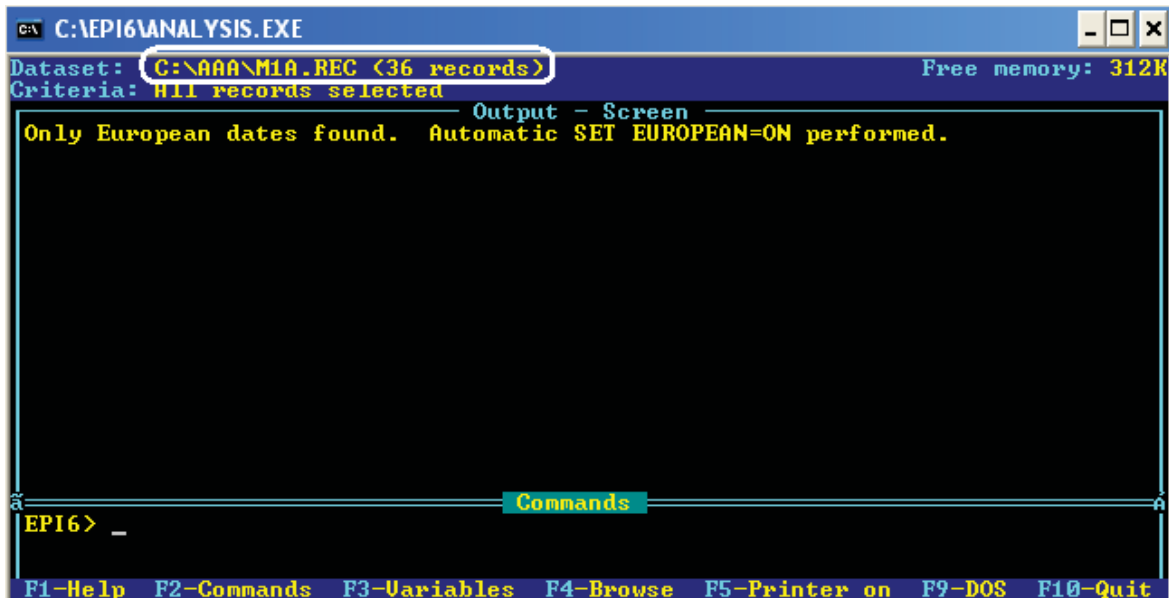 C:\EPI6\ANALYSIS.EXE
Dataset: C:\AAA\M1A.REC (36 records) Free memory: 312K
Criteria: All records selected
Output - Screen
Only European dates found. Automatic SET EUROPEAN=ON performed.
Commands
EPI6> _
F1-Help F2-Commands F3-Variables F4-Browse F5-Printer on F9-DOS F10-Quit